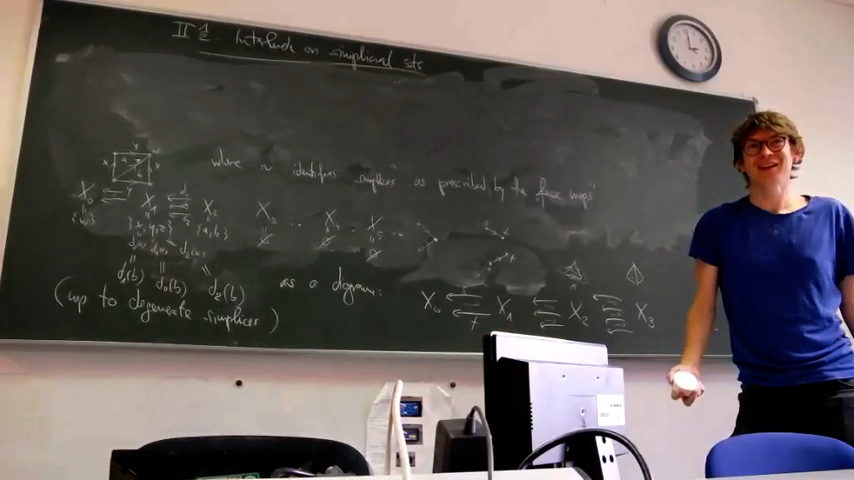 II ½ Interlude on simplicial sets
where ~ identifies simplices as prescribed by the "face maps"
X₀ X₁ X₂ X₃ ...
{v} {x, y, z} {a, b} ∅ ∅ ∅ ...
d₁(b) d₀(b) d₂(b)
as a diagram:
(up to degenerate simplices)
X₀ X₁ X₂ X₃